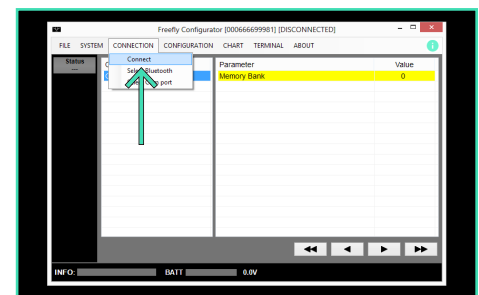 Freefly Configurator [000666699981] [DISCONNECTED]
FILE SYSTEM CONNECTION CONFIGURATION CHART TERMINAL ABOUT
Status
---
Connect
Select Bluetooth
port
Parameter Value
Memory Bank 0
INFO: BATT 0.0V